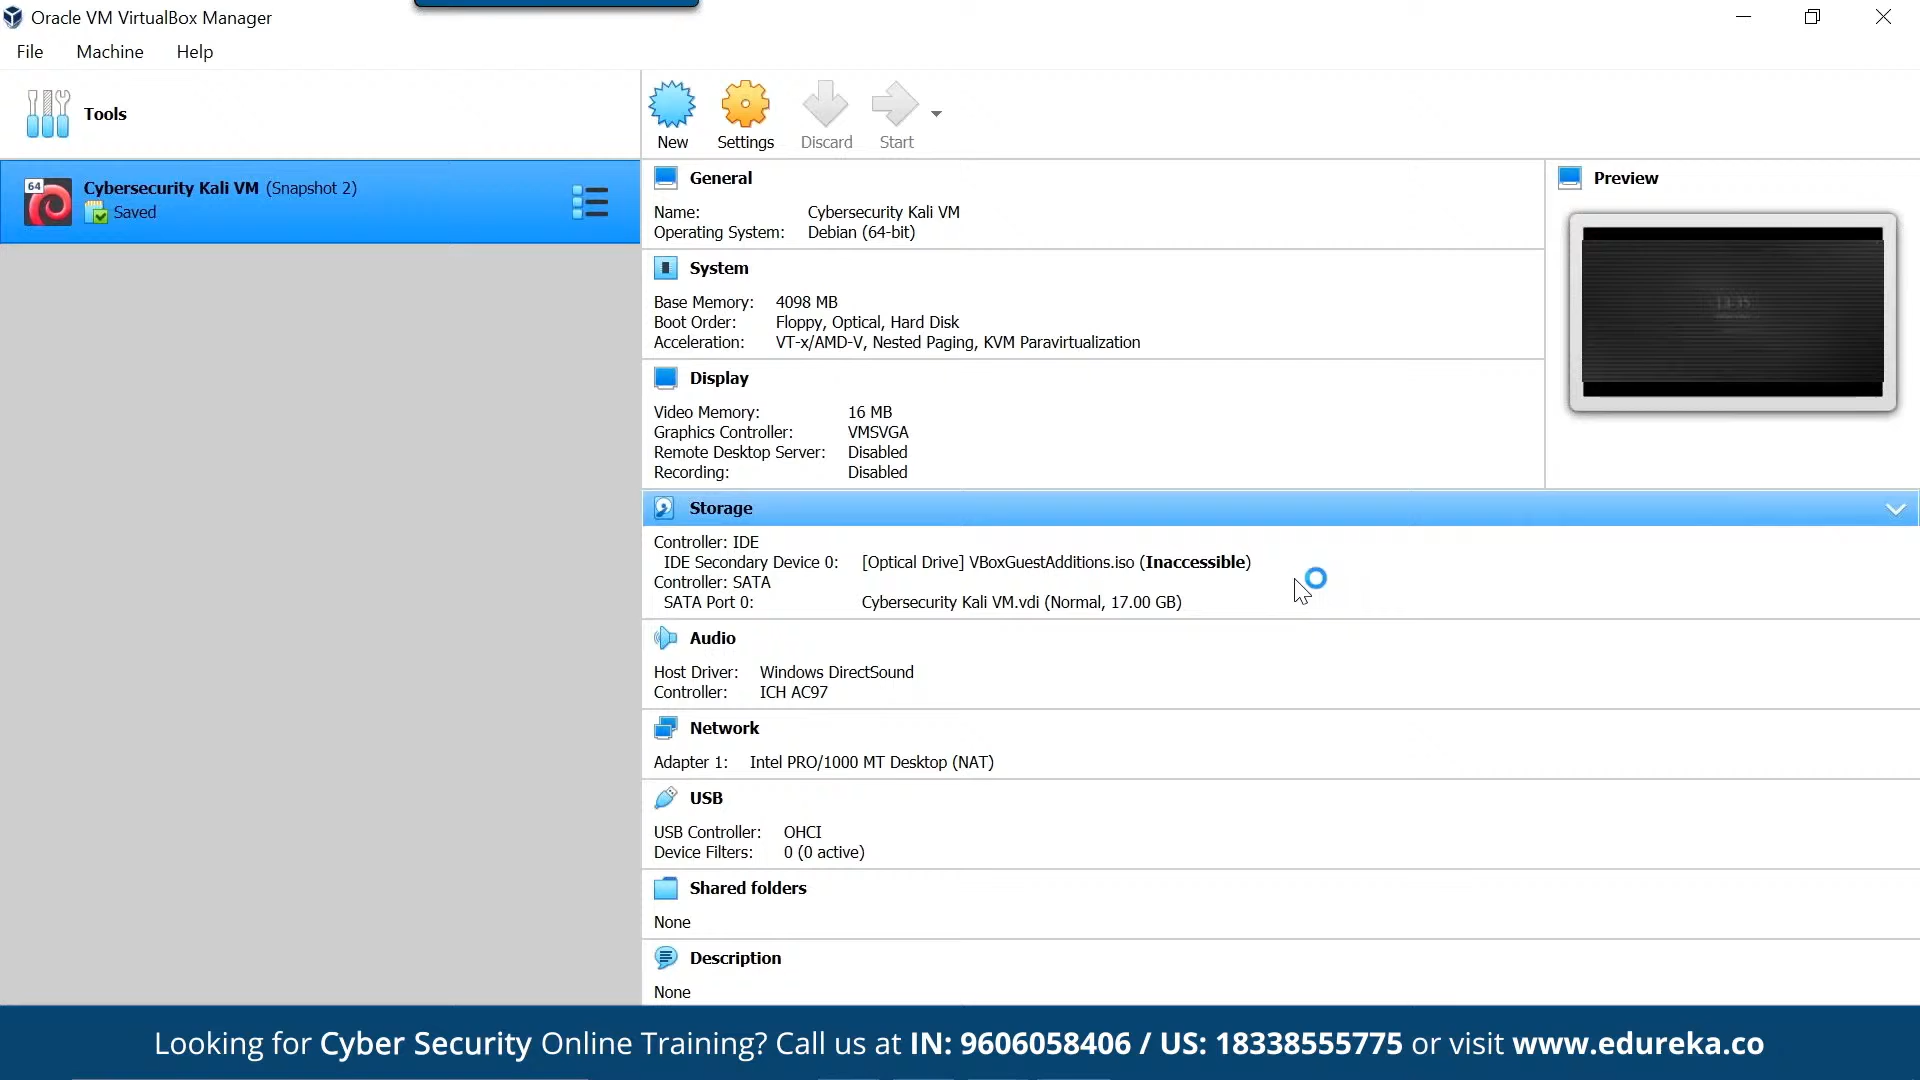 Oracle VM VirtualBox Manager
File Machine Help
Tools
New Settings Discard Start
64
Cybersecurity Kali VM (Snapshot 2)
Saved
General
Name: Cybersecurity Kali VM
Operating System: Debian (64-bit)
Preview
13:35
System
Base Memory: 4098 MB
Boot Order: Floppy, Optical, Hard Disk
Acceleration: VT-x/AMD-V, Nested Paging, KVM Paravirtualization
Display
Video Memory: 16 MB
Graphics Controller: VMSVGA
Remote Desktop Server: Disabled
Recording: Disabled
Storage
Controller: IDE
IDE Secondary Device 0: [Optical Drive] VBoxGuestAdditions.iso (Inaccessible)
Controller: SATA
SATA Port 0: Cybersecurity Kali VM.vdi (Normal, 17.00 GB)
Audio
Host Driver: Windows DirectSound
Controller: ICH AC97
Network
Adapter 1: Intel PRO/1000 MT Desktop (NAT)
USB
USB Controller: OHCI
Device Filters: 0 (0 active)
Shared folders
None
Description
None
Looking for Cyber Security Online Training? Call us at IN: 9606058406 / US: 18338555775 or visit www.edureka.co